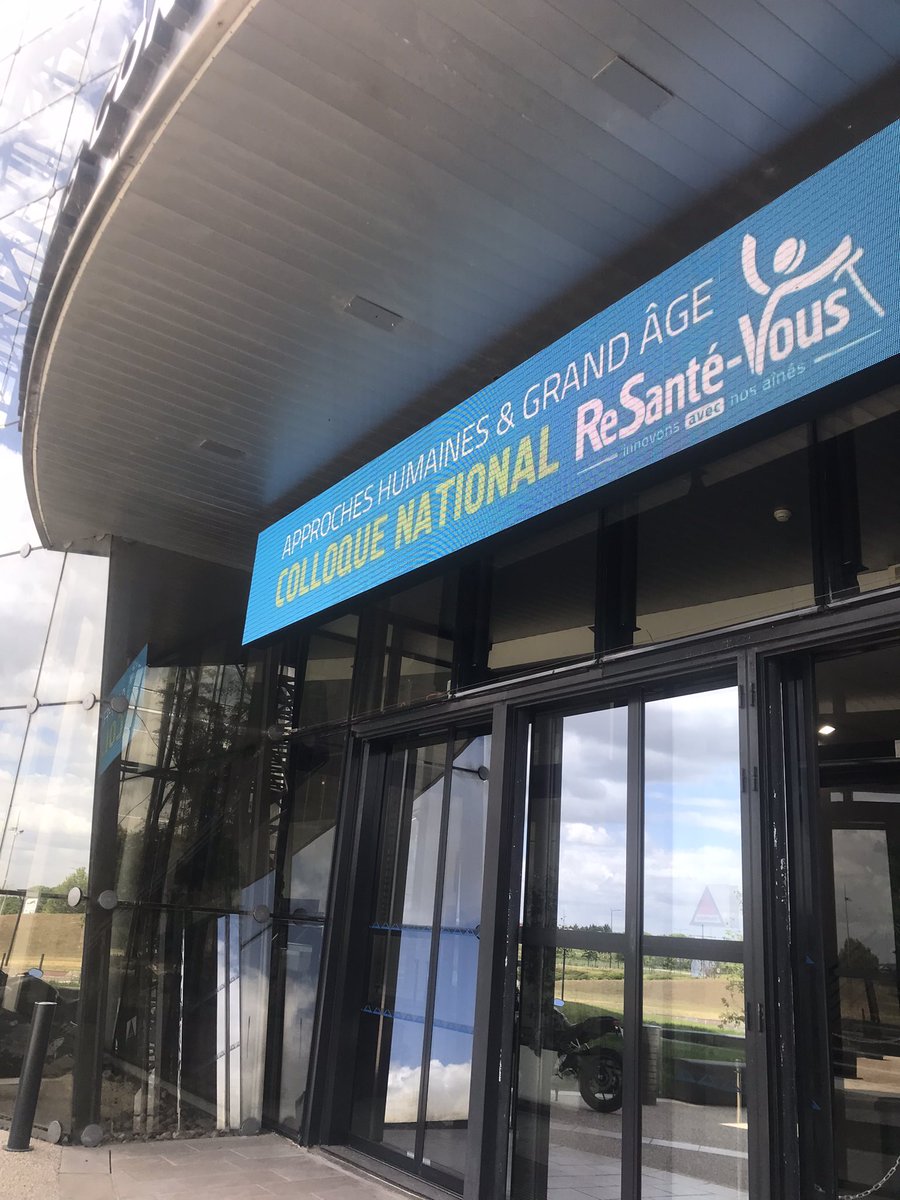 APPROCHES HUMAINES & GRAND ÂGE
COLLOQUE NATIONAL
ReSanté-Vous
innovons avec nos aînés